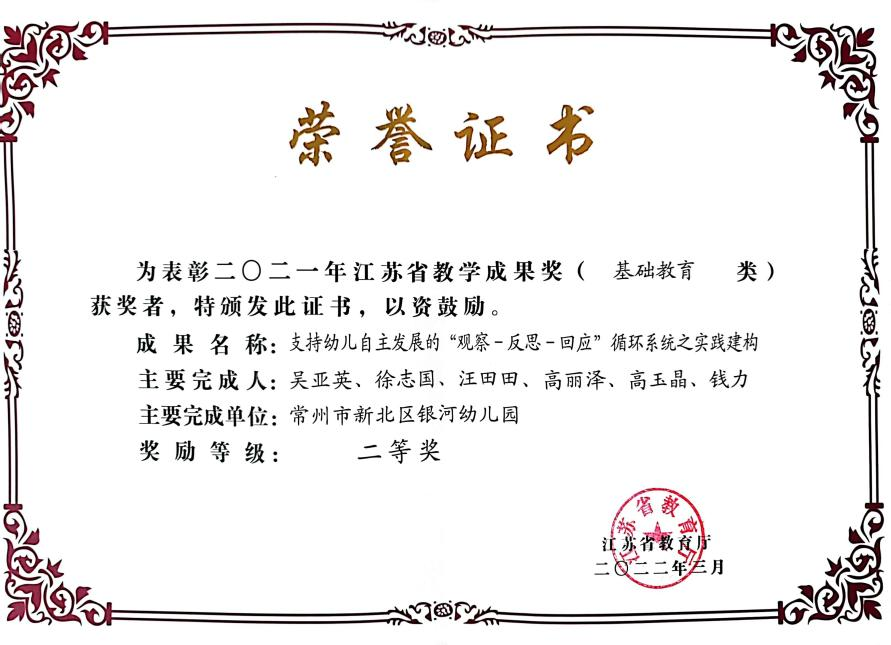 荣誉证书
为表彰二〇二一年江苏省教学成果奖（ 基础教育 类）
获奖者，特颁发此证书，以资鼓励。
成果名称：支持幼儿自主发展的“观察－反思－回应”循环系统之实践建构
主要完成人：吴亚英、徐志国、汪田田、高丽泽、高玉晶、钱力
主要完成单位：常州市新北区银河幼儿园
奖励等级： 二等奖
江苏省教育厅
江苏省教育厅
二〇二二年三月